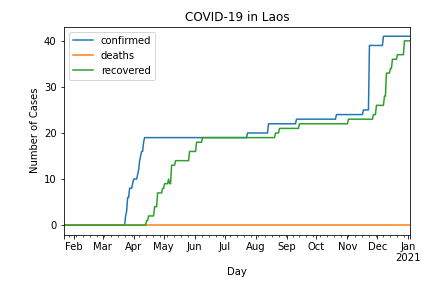 COVID-19 in Laos
confirmed
deaths
recovered
Number of Cases
40
30
20
10
0
Feb Mar Apr May Jun Jul Aug Sep Oct Nov Dec Jan
2021
Day